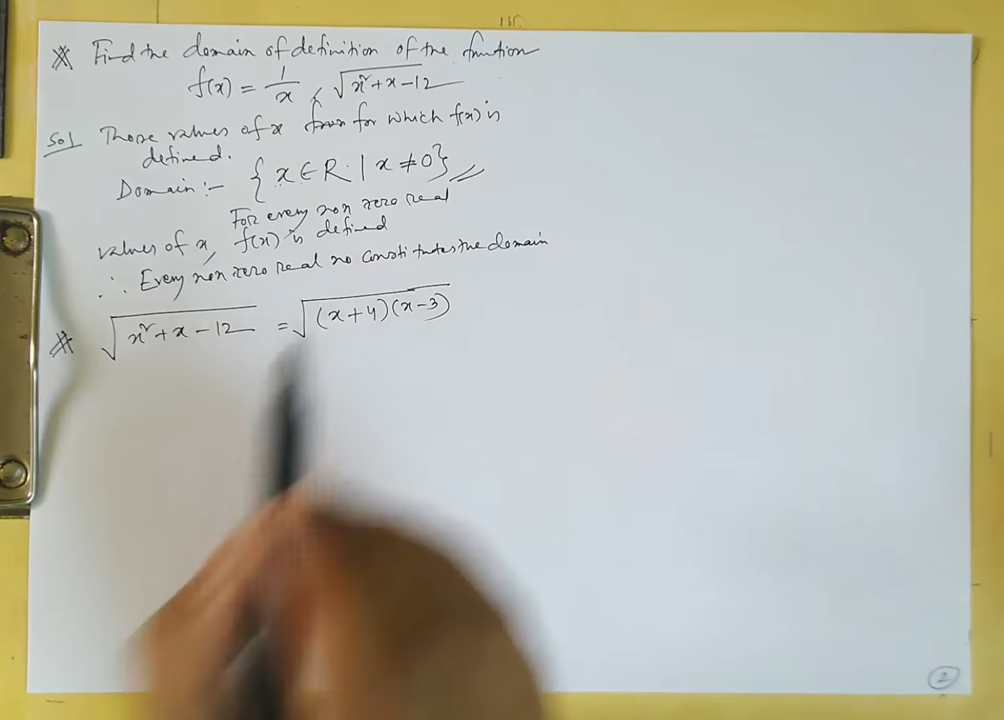 * Find the domain of definition of the function
f(x) = 1/x , √(x²+x-12)
Sol Those values of x for which f(x) is
defined.
Domain :- { x ∈ R | x ≠ 0 }
For every non zero real
values of x, f(x) is defined
∴ Every non zero real no constitutes the domain
* √(x²+x-12) = √((x+4)(x-3))
2